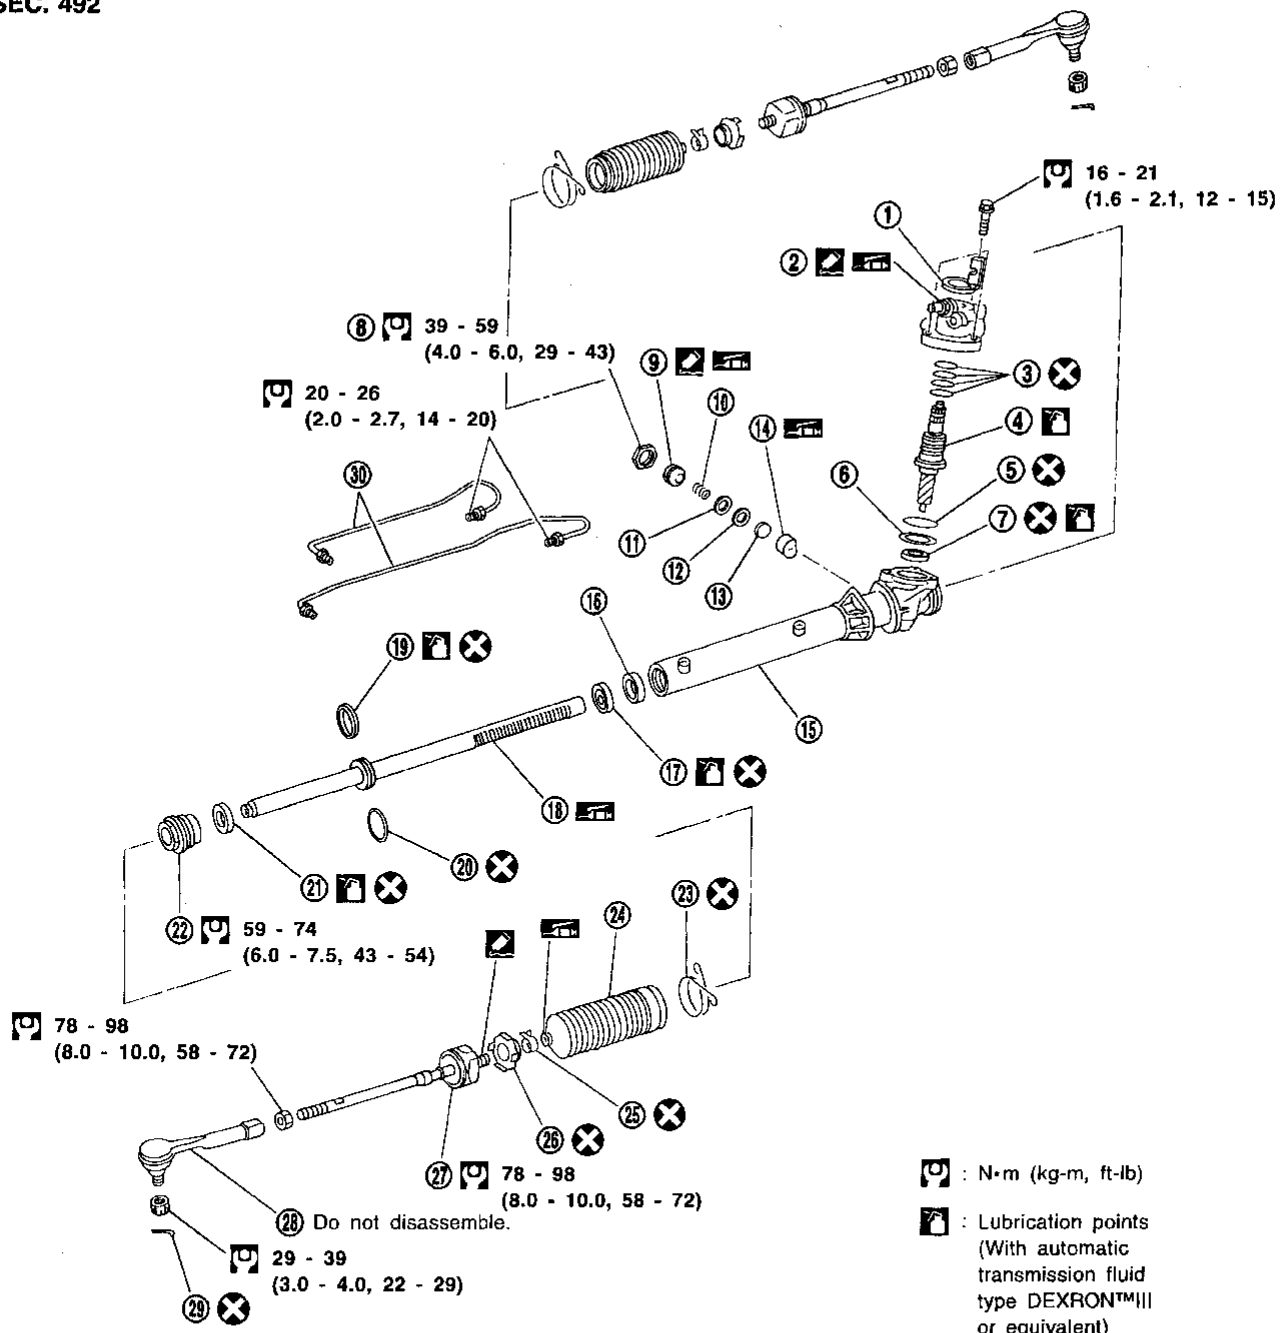 SEC. 492
16 - 21
(1.6 - 2.1, 12 - 15)
1
2
8 39 - 59
(4.0 - 6.0, 29 - 43)
9
3
20 - 26
(2.0 - 2.7, 14 - 20)
10
14
4
30
6
5
11
7
12
13
16
19
15
17
18
20
21
23
24
22 59 - 74
(6.0 - 7.5, 43 - 54)
78 - 98
(8.0 - 10.0, 58 - 72)
25
26
27 78 - 98
(8.0 - 10.0, 58 - 72)
28 Do not disassemble.
29 - 39
(3.0 - 4.0, 22 - 29)
29
: N•m (kg-m, ft-lb)
: Lubrication points
(With automatic
transmission fluid
type DEXRON™III
or equivalent)